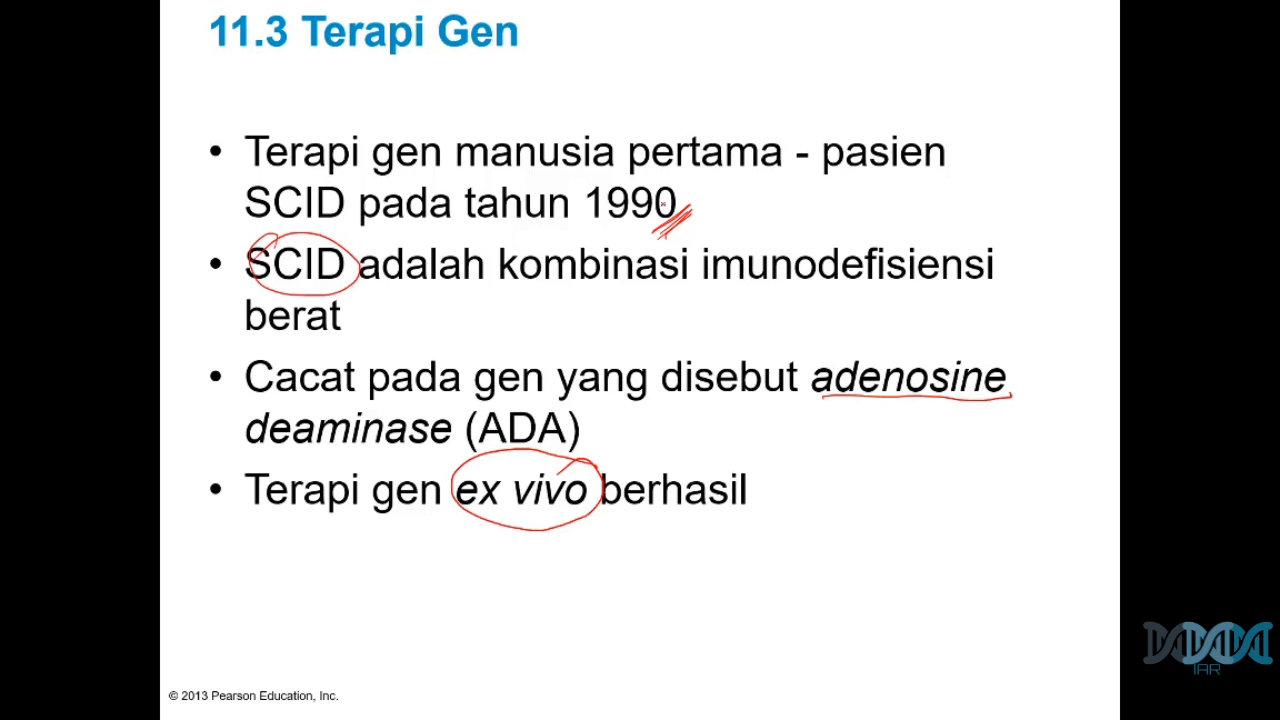 11.3 Terapi Gen
• Terapi gen manusia pertama - pasien
SCID pada tahun 1990
• SCID adalah kombinasi imunodefisiensi
berat
• Cacat pada gen yang disebut adenosine
deaminase (ADA)
• Terapi gen ex vivo berhasil
IAR
© 2013 Pearson Education, Inc.